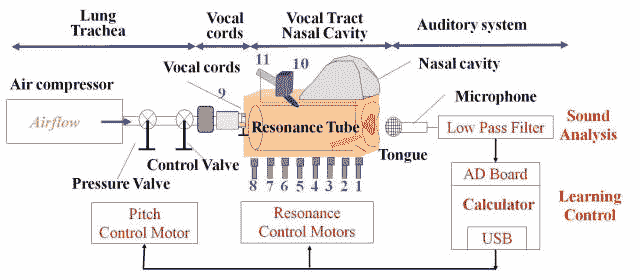 Lung
Trachea
Vocal
cords
Vocal Tract
Nasal Cavity
Auditory system
Air compressor
Vocal cords
11
10
Nasal cavity
9
Airflow
Resonance Tube
Microphone
Low Pass Filter
Sound
Analysis
Control Valve
Tongue
Pressure Valve
8 7 6 5 4 3 2 1
AD Board
Calculator
USB
Learning
Control
Pitch
Control Motor
Resonance
Control Motors